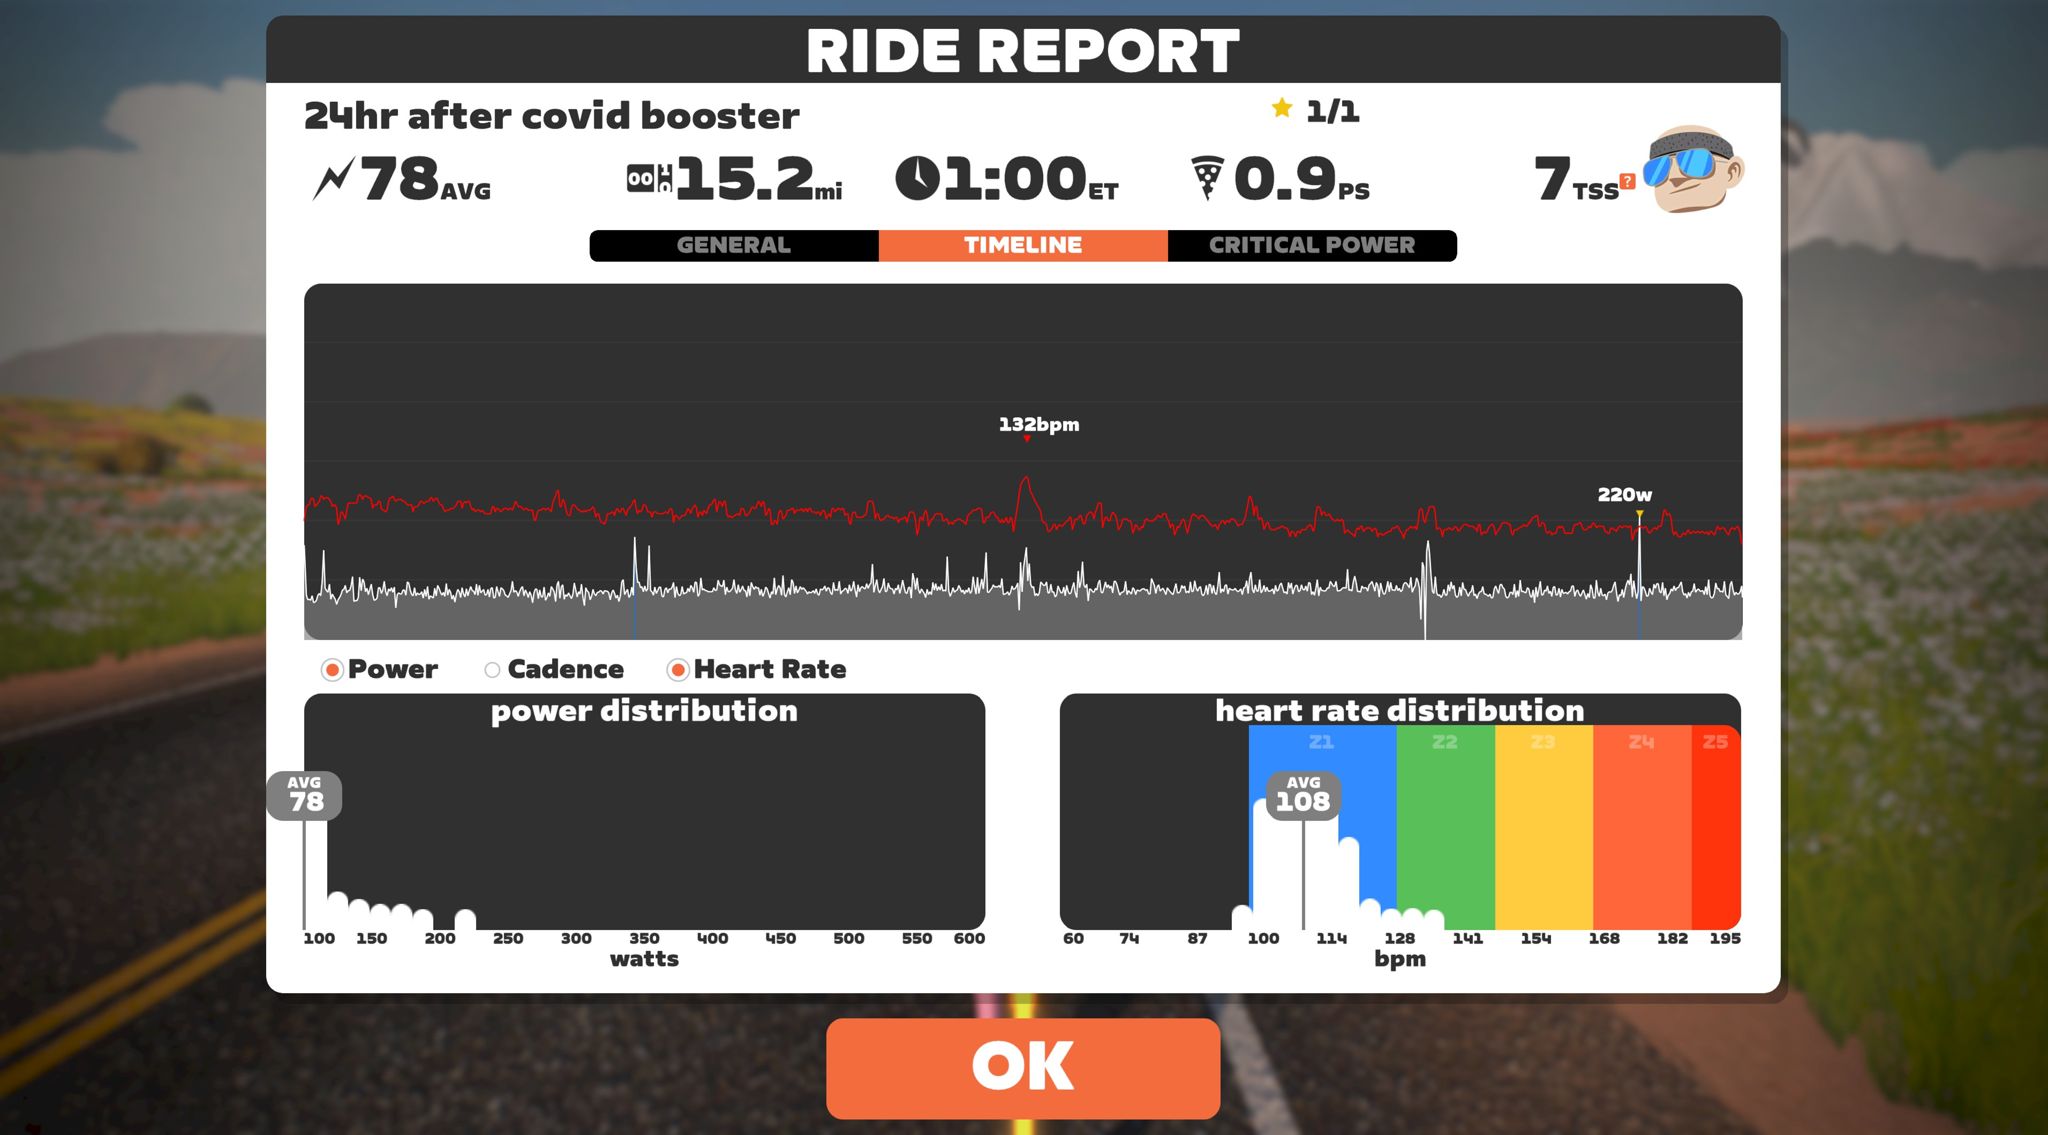 RIDE REPORT
24hr after covid booster
1/1
78AVG
15.2mi
1:00ET
0.9PS
7TSS?
GENERAL
TIMELINE
CRITICAL POWER
132bpm
220w
Power
Cadence
Heart Rate
power distribution
AVG
78
100 150 200 250 300 350 400 450 500 550 600
watts
heart rate distribution
Z1 Z2 Z3 Z4 Z5
AVG
108
60 74 87 100 114 128 141 154 168 182 195
bpm
OK